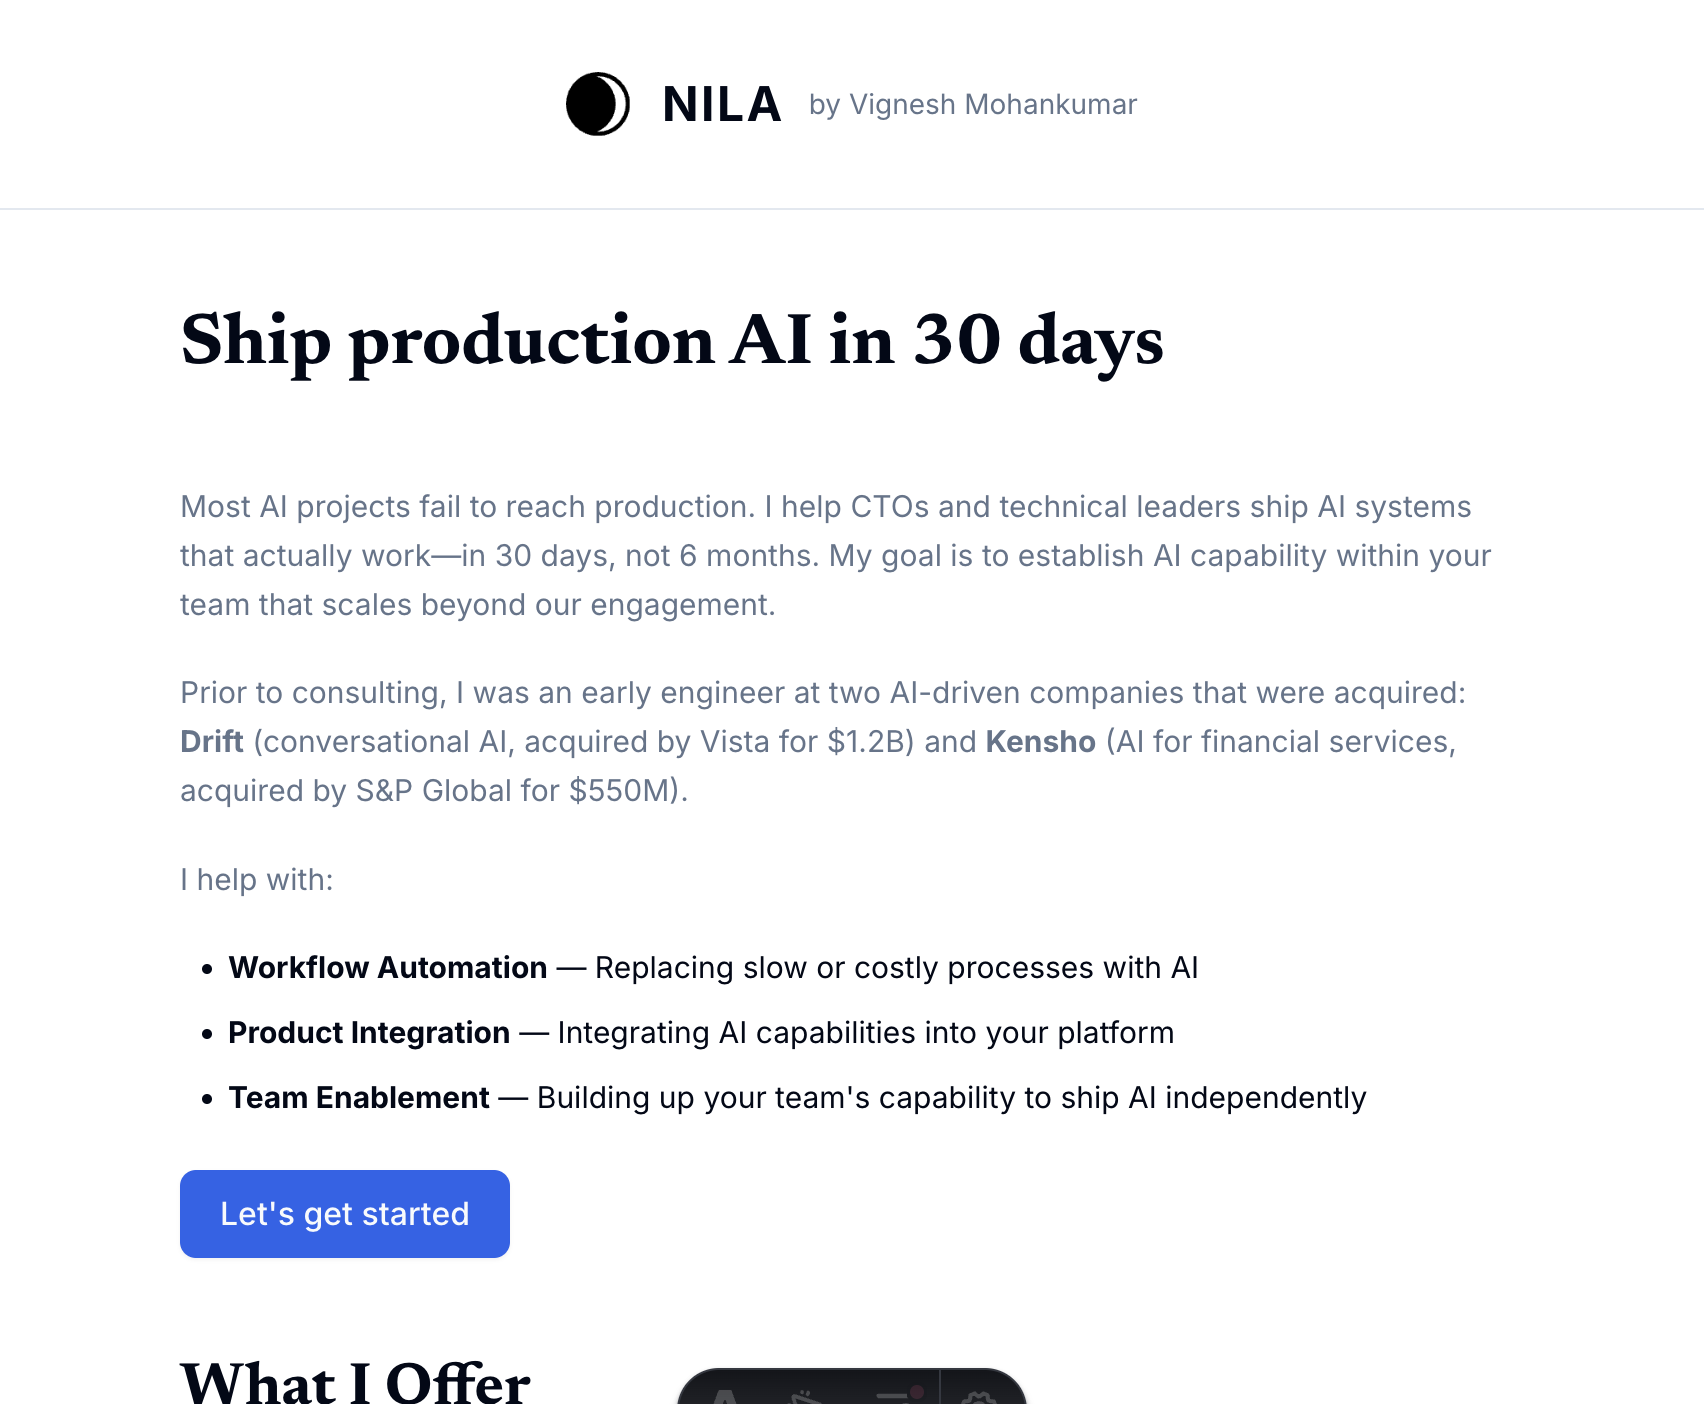 NILA by Vignesh Mohankumar
Ship production AI in 30 days
Most AI projects fail to reach production. I help CTOs and technical leaders ship AI systems
that actually work—in 30 days, not 6 months. My goal is to establish AI capability within your
team that scales beyond our engagement.
Prior to consulting, I was an early engineer at two AI-driven companies that were acquired:
Drift (conversational AI, acquired by Vista for $1.2B) and Kensho (AI for financial services,
acquired by S&P Global for $550M).
I help with:
• Workflow Automation — Replacing slow or costly processes with AI
• Product Integration — Integrating AI capabilities into your platform
• Team Enablement — Building up your team's capability to ship AI independently
Let's get started
What I Offer